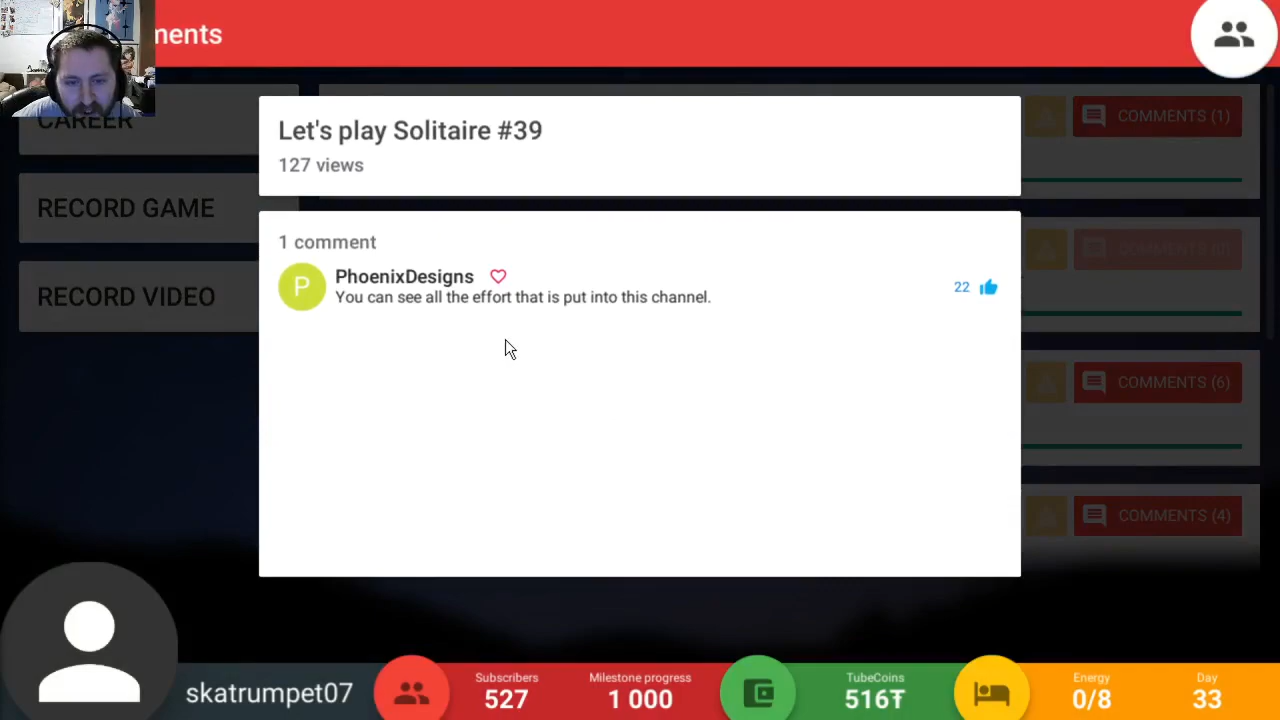 ments
CAREER
COMMENTS (1)
Let's play Solitaire #39
127 views
RECORD GAME
1 comment
PhoenixDesigns
P
You can see all the effort that is put into this channel.
22
RECORD VIDEO
COMMENTS (6)
COMMENTS (4)
skatrumpet07
Subscribers
527
Milestone progress
1 000
TubeCoins
516₮
Energy
0/8
Day
33